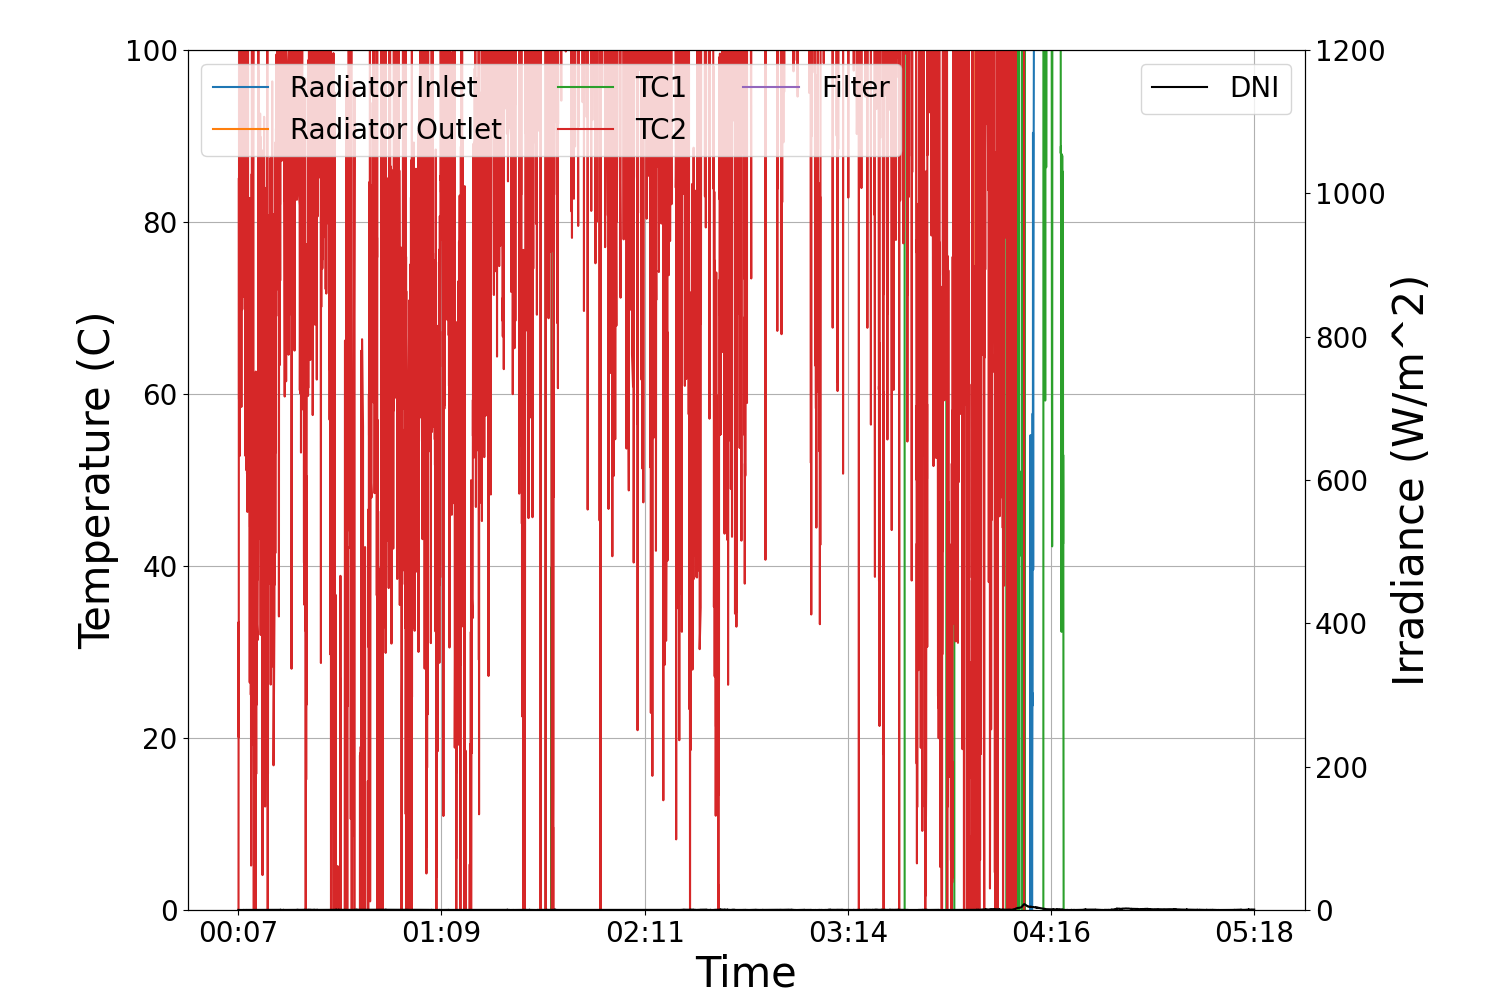 100
80
60
40
20
0
Temperature (C)
Radiator Inlet
Radiator Outlet
TC1
TC2
Filter
DNI
1200
1000
800
600
400
200
0
Irradiance (W/m^2)
00:07 01:09 02:11 03:14 04:16 05:18
Time